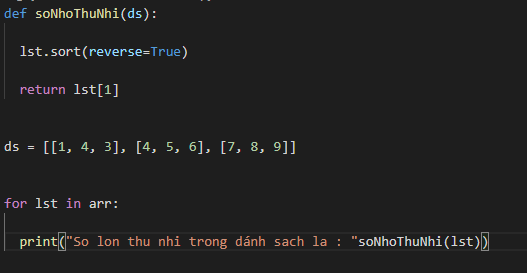 def soNhoThuNhi(ds):
lst.sort(reverse=True)
return lst[1]
ds = [[1, 4, 3], [4, 5, 6], [7, 8, 9]]
for lst in arr:
print("So lon thu nhi trong dánh sach la : "soNhoThuNhi(lst))